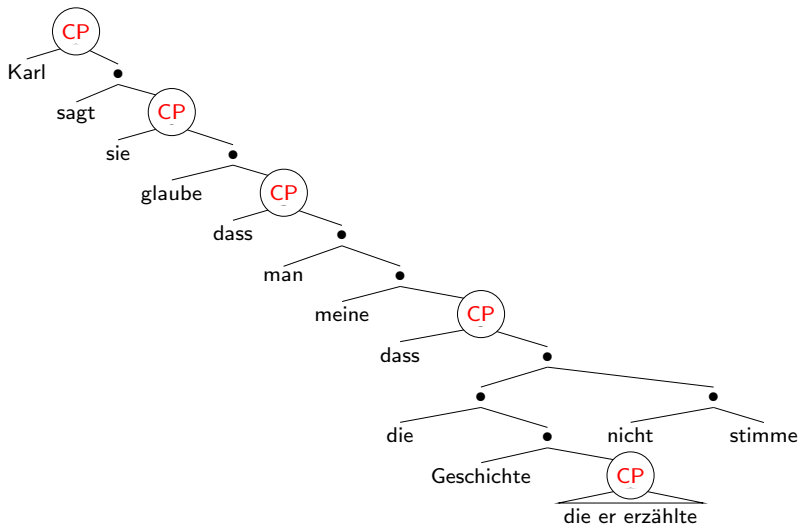 CP
Karl
sagt
CP
sie
glaube
CP
dass
man
meine
CP
dass
die
nicht
stimme
Geschichte
CP
die er erzählte